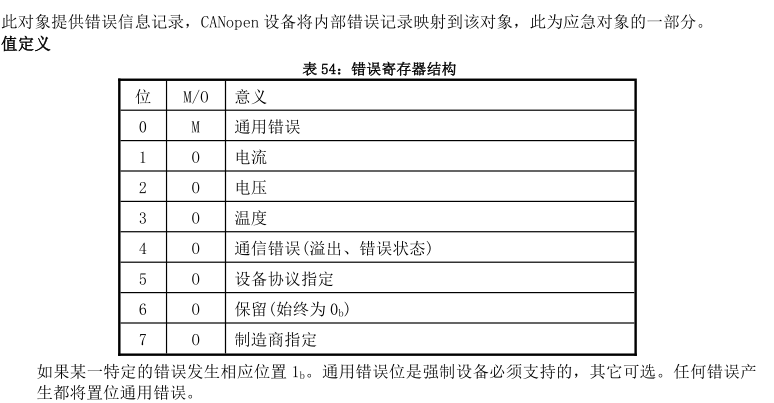 此对象提供错误信息记录，CANopen 设备将内部错误记录映射到该对象，此为应急对象的一部分。
值定义
表 54：错误寄存器结构
位 M/O 意义
0 M 通用错误
1 O 电流
2 O 电压
3 O 温度
4 O 通信错误(溢出、错误状态)
5 O 设备协议指定
6 O 保留(始终为 0b)
7 O 制造商指定
如果某一特定的错误发生相应位置 1b。通用错误位是强制设备必须支持的，其它可选。任何错误产
生都将置位通用错误。